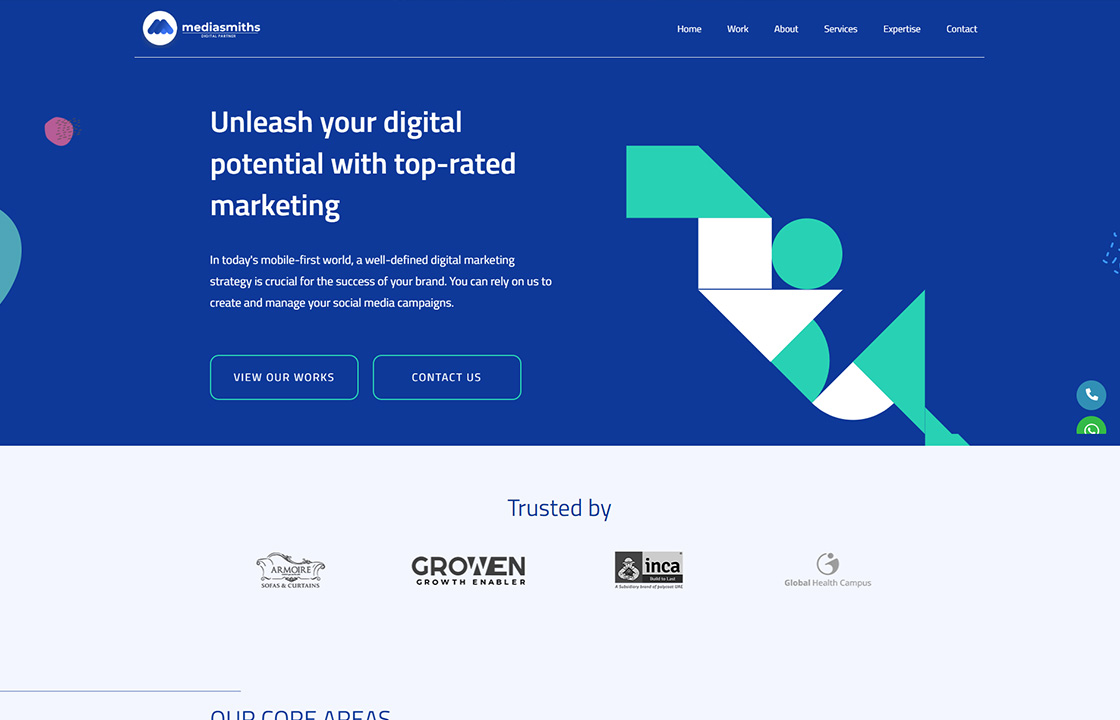 mediasmiths
DIGITAL PARTNER
Home Work About Services Expertise Contact
Unleash your digital
potential with top-rated
marketing
In today's mobile-first world, a well-defined digital marketing
strategy is crucial for the success of your brand. You can rely on us to
create and manage your social media campaigns.
VIEW OUR WORKS CONTACT US
Trusted by
ARMOIRE
SOFAS & CURTAINS
GROWEN
GROWTH ENABLER
inca
Build to Last
A Subsidiary brand of polycoat UAE
Global Health Campus
OUR CORE AREAS